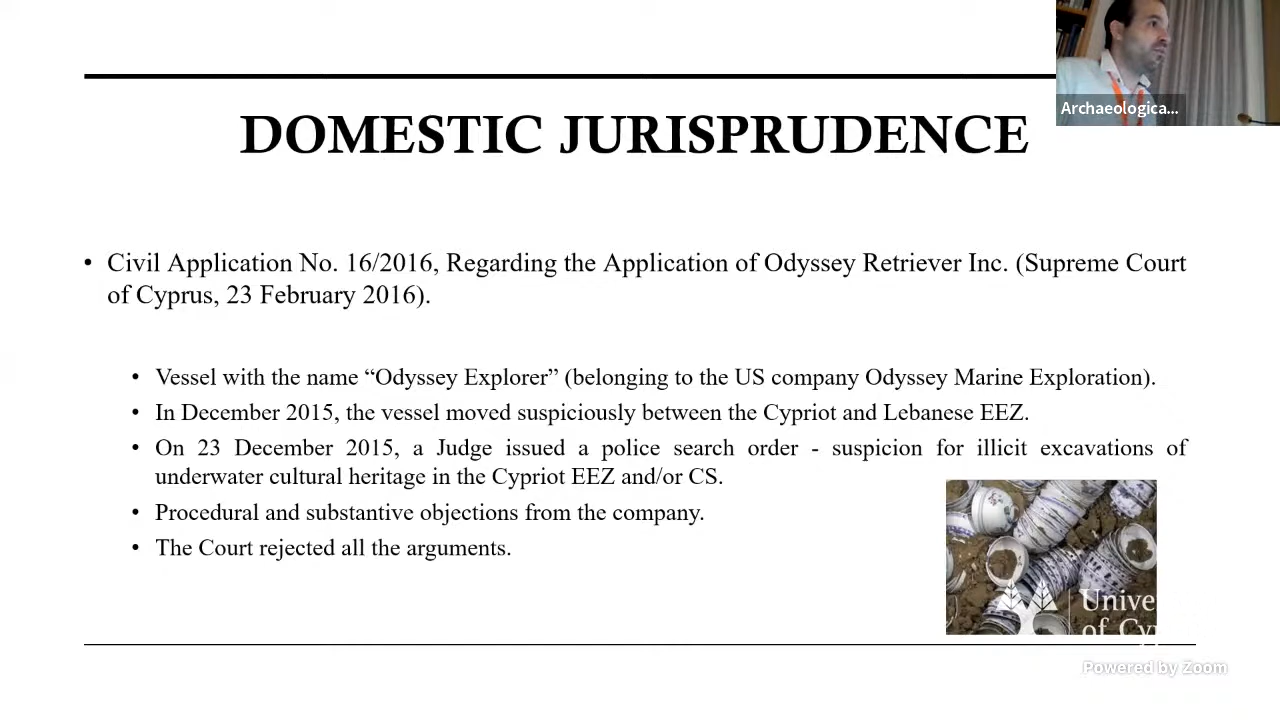 Archaeologica...
DOMESTIC JURISPRUDENCE
• Civil Application No. 16/2016, Regarding the Application of Odyssey Retriever Inc. (Supreme Court
of Cyprus, 23 February 2016).
• Vessel with the name “Odyssey Explorer” (belonging to the US company Odyssey Marine Exploration).
• In December 2015, the vessel moved suspiciously between the Cypriot and Lebanese EEZ.
• On 23 December 2015, a Judge issued a police search order - suspicion for illicit excavations of
underwater cultural heritage in the Cypriot EEZ and/or CS.
• Procedural and substantive objections from the company.
• The Court rejected all the arguments.
Unive
of Cy
Powered by Zoom